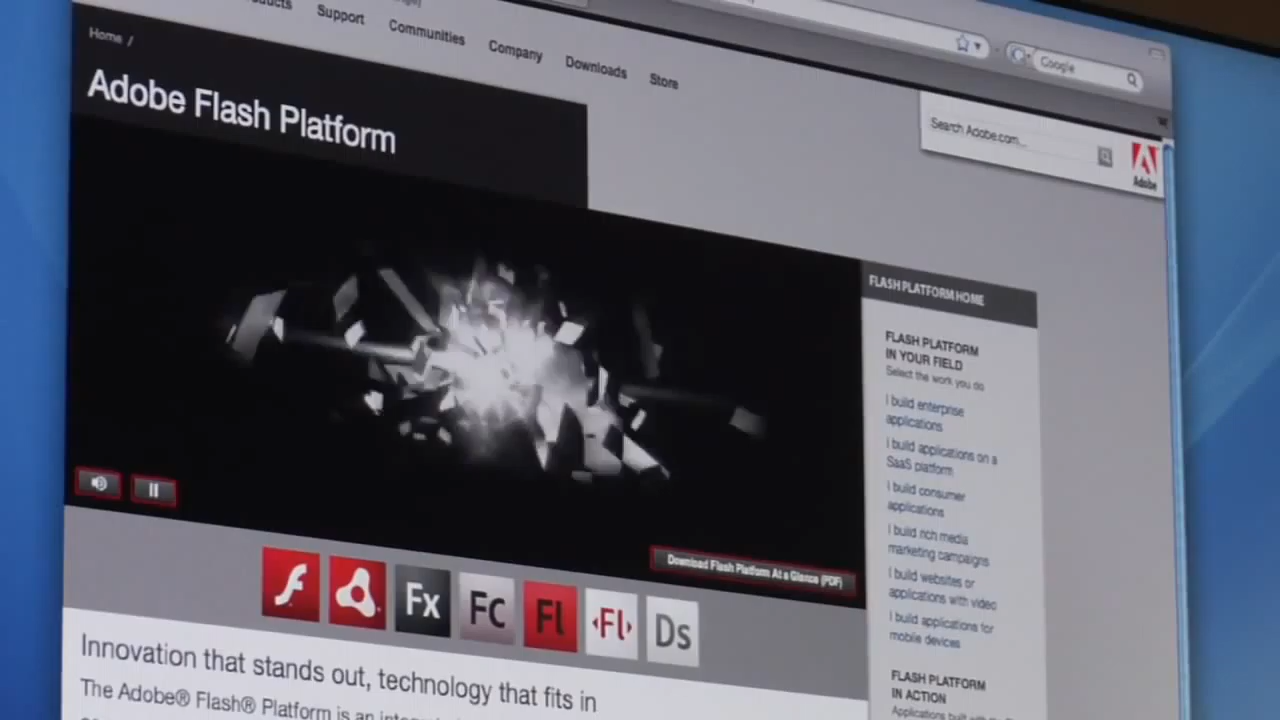 Support
Communities
Company
Downloads
Store
Google
Home /
Adobe Flash Platform
Search Adobe.com...
Adobe
FLASH PLATFORM HOME
FLASH PLATFORM
IN YOUR FIELD
Select the work you do
I build enterprise
applications
I build applications on a
SaaS platform
I build consumer
applications
I build rich media
marketing campaigns
I build websites or
applications with video
I build applications for
mobile devices
FLASH PLATFORM
IN ACTION
Download Flash Platform At a Glance (PDF)
Fx
Fc
Fl
Fl
Ds
Innovation that stands out, technology that fits in
The Adobe® Flash® Platform is an